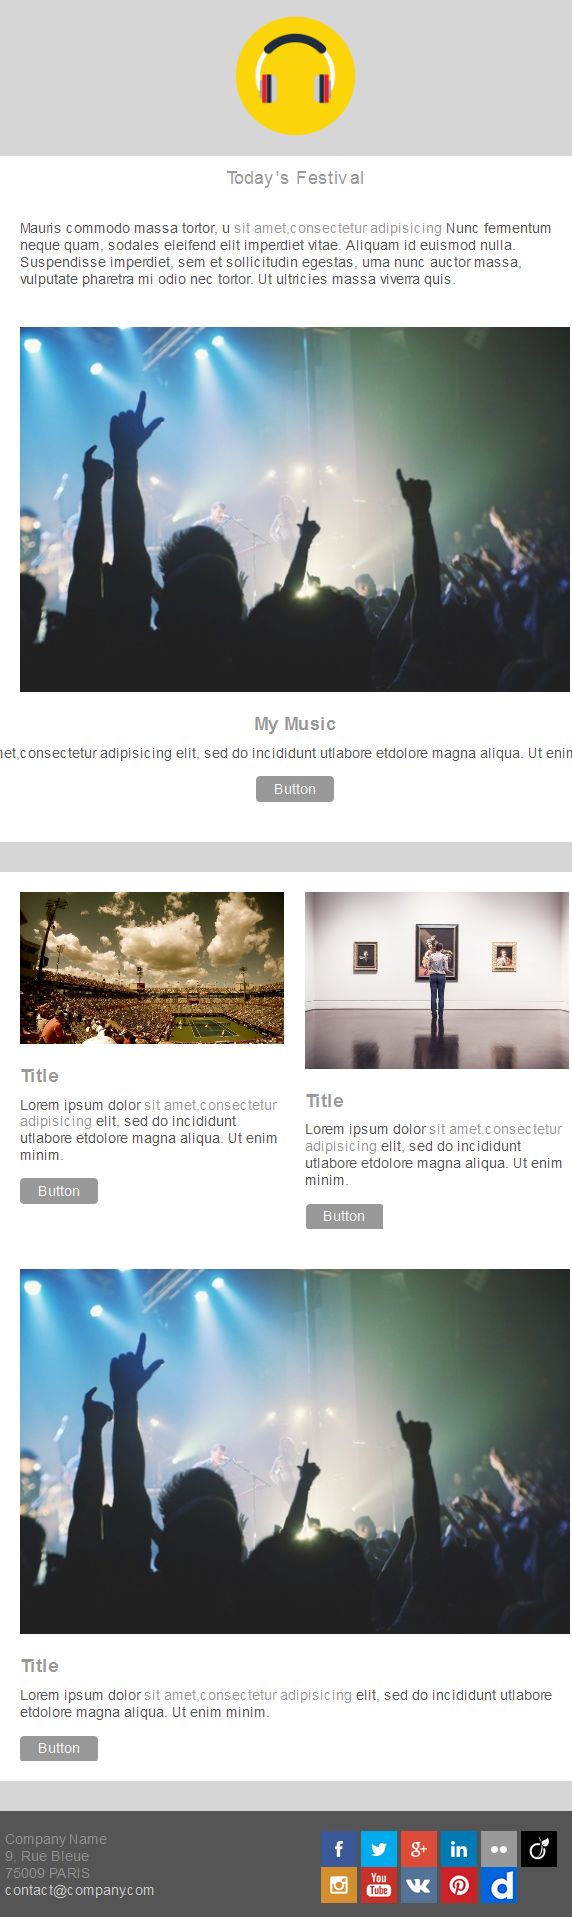 Today's Festival
Mauris commodo massa tortor, u sit amet,consectetur adipisicing Nunc fermentum
neque quam, sodales eleifend elit imperdiet vitae. Aliquam id euismod nulla.
Suspendisse imperdiet, sem et sollicitudin egestas, urna nunc auctor massa,
vulputate pharetra mi odio nec tortor. Ut ultricies massa viverra quis.
My Music
net,consectetur adipisicing elit, sed do incididunt utlabore etdolore magna aliqua. Ut enim
Button
Title
Lorem ipsum dolor sit amet,consectetur
adipisicing elit, sed do incididunt
utlabore etdolore magna aliqua. Ut enim
minim.
Button
Title
Lorem ipsum dolor sit amet,consectetur
adipisicing elit, sed do incididunt
utlabore etdolore magna aliqua. Ut enim
minim.
Button
Title
Lorem ipsum dolor sit amet,consectetur adipisicing elit, sed do incididunt utlabore
etdolore magna aliqua. Ut enim minim.
Button
Company Name
9, Rue Bleue
75009 PARIS
contact@company.com
f
g+
in
You
Tube
d